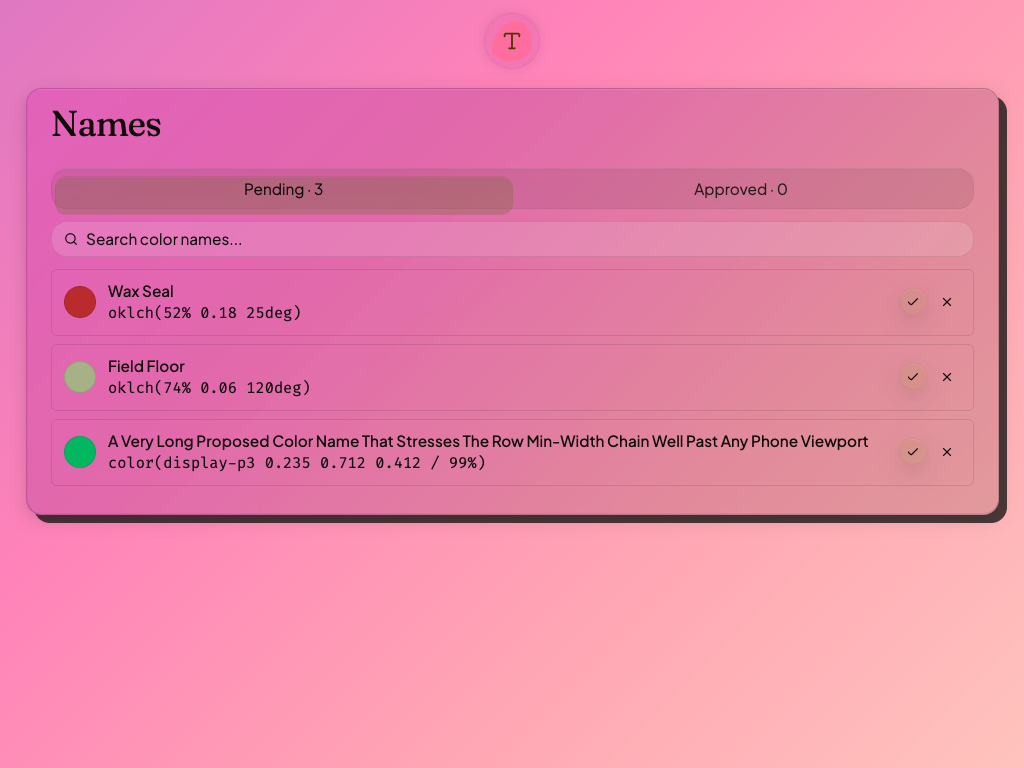 T
Names
Pending · 3
Approved · 0
Search color names...
Wax Seal
oklch(52% 0.18 25deg)
Field Floor
oklch(74% 0.06 120deg)
A Very Long Proposed Color Name That Stresses The Row Min-Width Chain Well Past Any Phone Viewport
color(display-p3 0.235 0.712 0.412 / 99%)